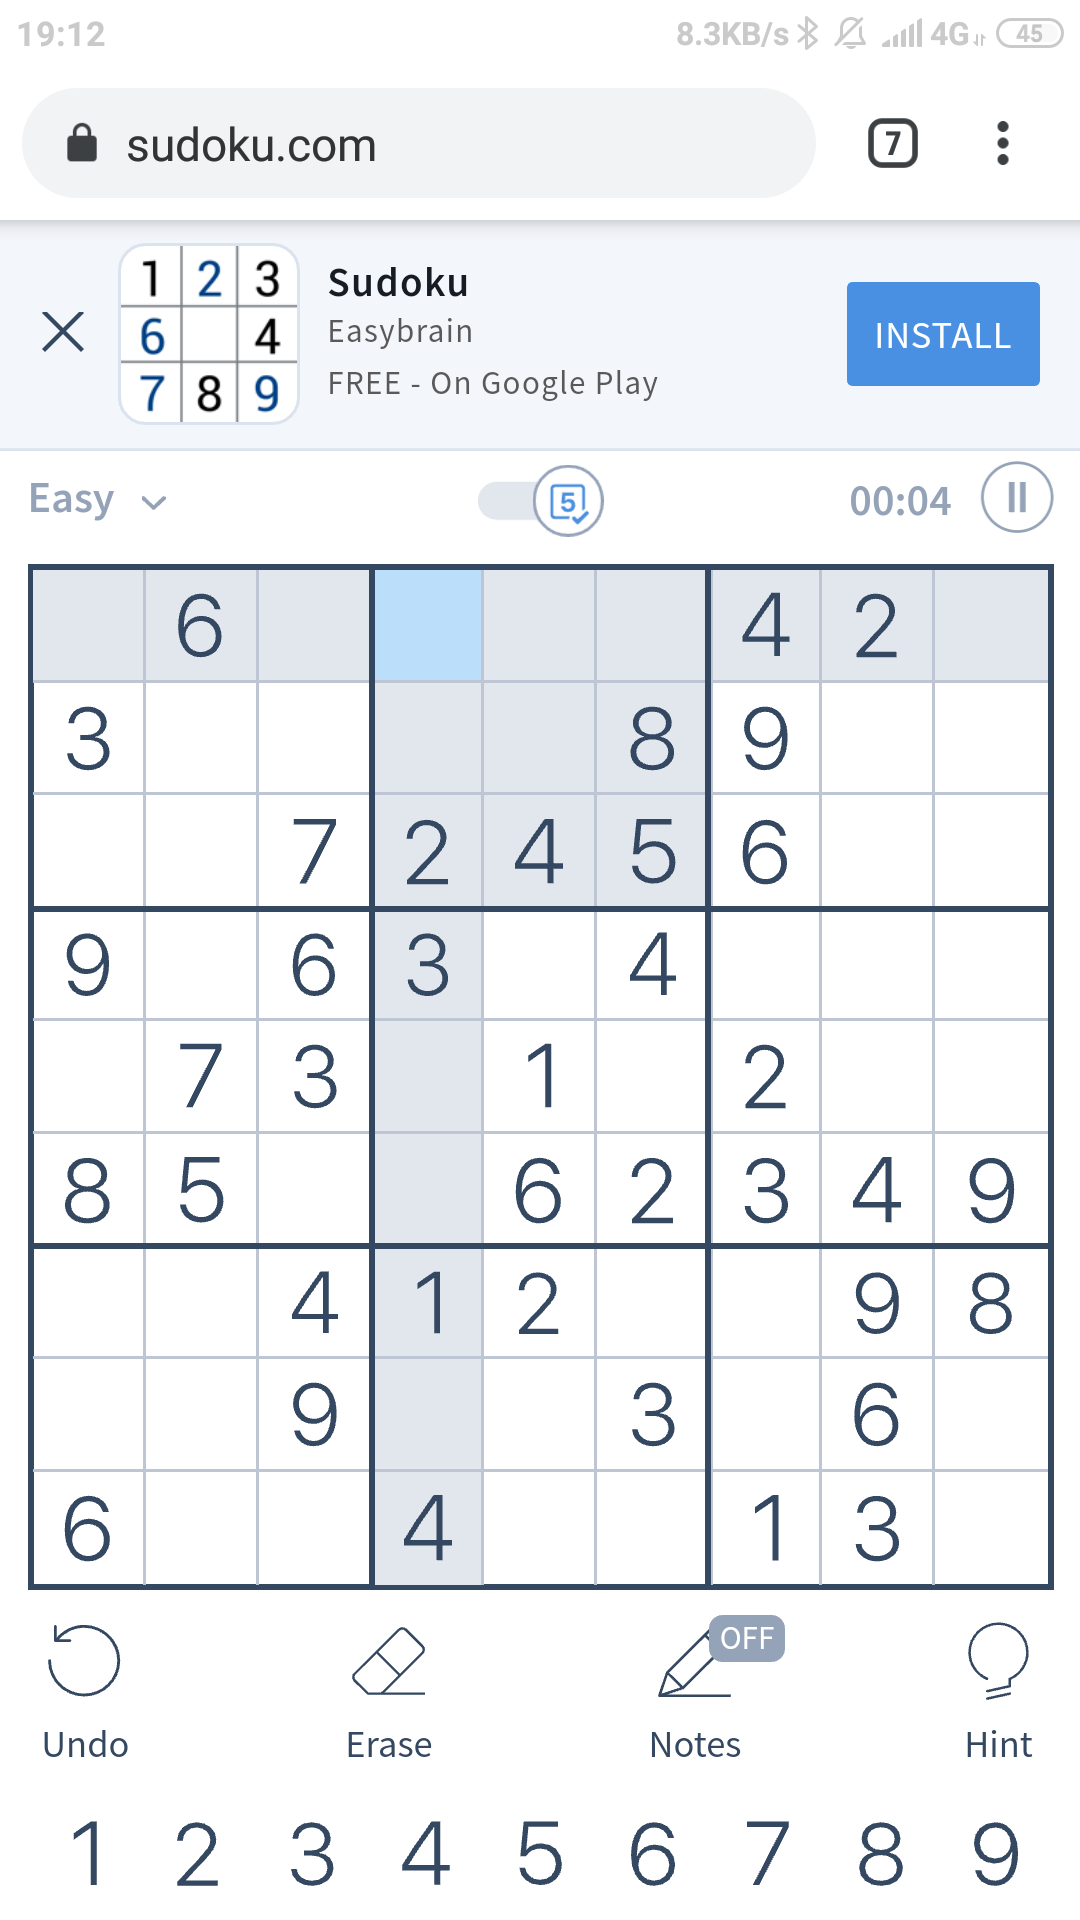 19:12 8.3KB/s 4G 45
sudoku.com 7
1 2 3
6 4
7 8 9
Sudoku
Easybrain
FREE - On Google Play
INSTALL
Easy 5 00:04
6 4 2
3 8 9
7 2 4 5 6
9 6 3 4
7 3 1 2
8 5 6 2 3 4 9
4 1 2 9 8
9 3 6
6 4 1 3
OFF
Undo Erase Notes Hint
1 2 3 4 5 6 7 8 9